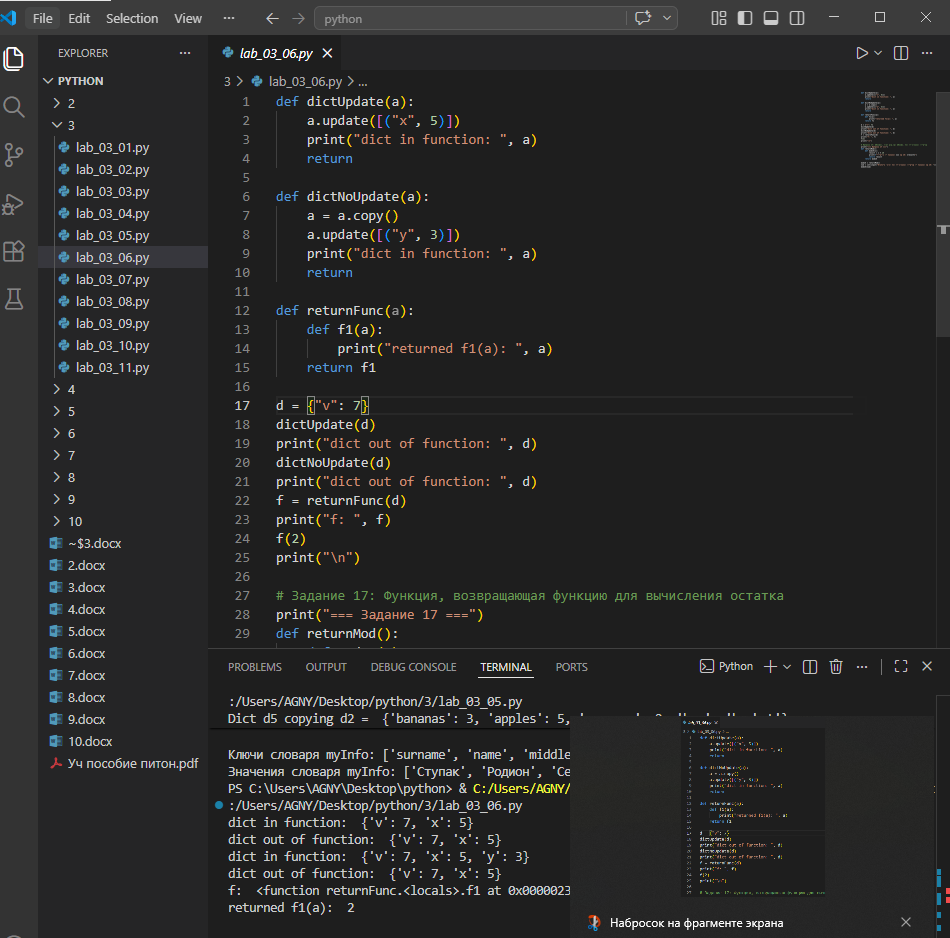 File Edit Selection View ··· python
EXPLORER ···
PYTHON
2
3
lab_03_01.py
lab_03_02.py
lab_03_03.py
lab_03_04.py
lab_03_05.py
lab_03_06.py
lab_03_07.py
lab_03_08.py
lab_03_09.py
lab_03_10.py
lab_03_11.py
4
5
6
7
8
9
10
~$3.docx
2.docx
3.docx
4.docx
5.docx
6.docx
7.docx
8.docx
9.docx
10.docx
Уч пособие питон.pdf
lab_03_06.py
3 > lab_03_06.py > ...
1 def dictUpdate(a):
2 a.update([("x", 5)])
3 print("dict in function: ", a)
4 return
5
6 def dictNoUpdate(a):
7 a = a.copy()
8 a.update([("y", 3)])
9 print("dict in function: ", a)
10 return
11
12 def returnFunc(a):
13 def f1(a):
14 print("returned f1(a): ", a)
15 return f1
16
17 d = {"v": 7}
18 dictUpdate(d)
19 print("dict out of function: ", d)
20 dictNoUpdate(d)
21 print("dict out of function: ", d)
22 f = returnFunc(d)
23 print("f: ", f)
24 f(2)
25 print("\n")
26
27 # Задание 17: Функция, возвращающая функцию для вычисления остатка
28 print("=== Задание 17 ===")
29 def returnMod():
PROBLEMS OUTPUT DEBUG CONSOLE TERMINAL PORTS Python
:/Users/AGNY/Desktop/python/3/lab_03_05.py
Dict d5 copying d2 = {'bananas': 3, 'apples': 5,
Ключи словаря myInfo: ['surname', 'name', 'middle
Значения словаря myInfo: ['Ступак', 'Родион', 'Се
PS C:\Users\AGNY\Desktop\python> & C:/Users/AGNY/
:/Users/AGNY/Desktop/python/3/lab_03_06.py
dict in function: {'v': 7, 'x': 5}
dict out of function: {'v': 7, 'x': 5}
dict in function: {'v': 7, 'x': 5, 'y': 3}
dict out of function: {'v': 7, 'x': 5}
f: <function returnFunc.<locals>.f1 at 0x0000023
returned f1(a): 2
Набросок на фрагменте экрана